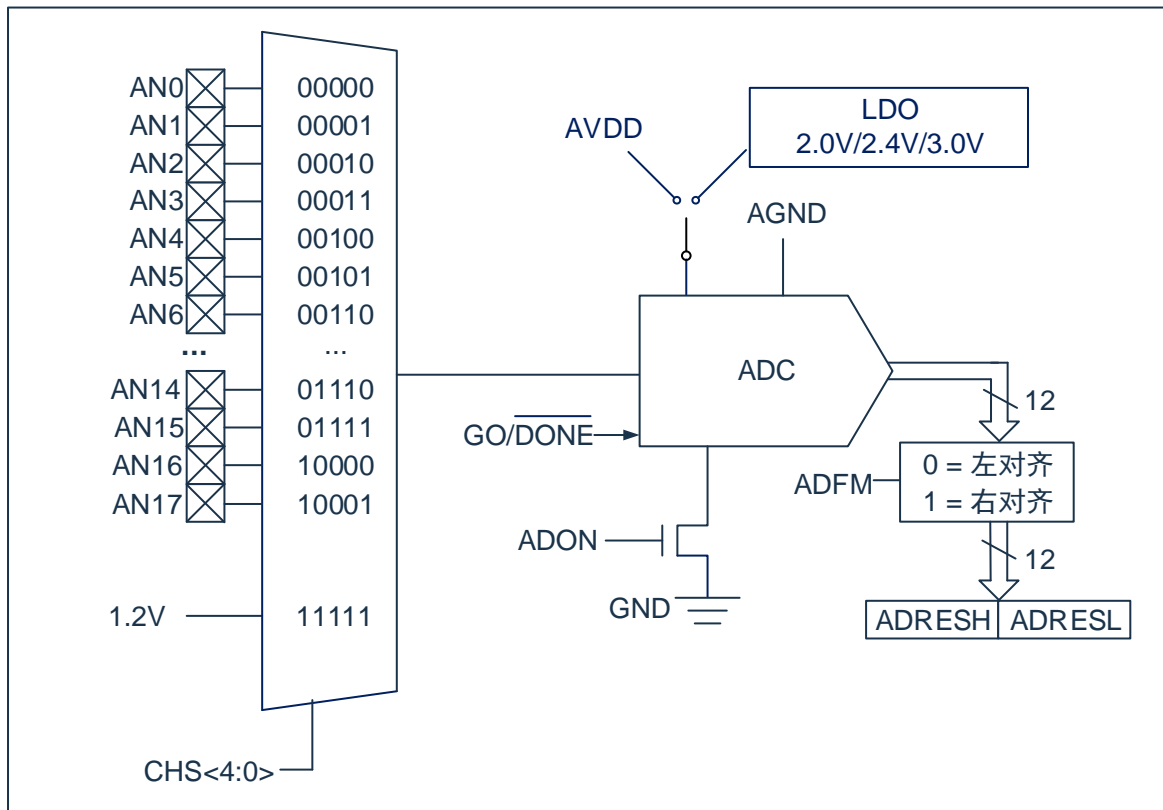 AN0 00000
AN1 00001
AN2 00010
AN3 00011
AN4 00100
AN5 00101
AN6 00110
... ...
AN14 01110
AN15 01111
AN16 10000
AN17 10001
1.2V 11111
CHS<4:0>
AVDD
LDO
2.0V/2.4V/3.0V
AGND
ADC
GO/DONE
12
ADFM
0 = 左对齐
1 = 右对齐
ADON
12
GND
ADRESH ADRESL